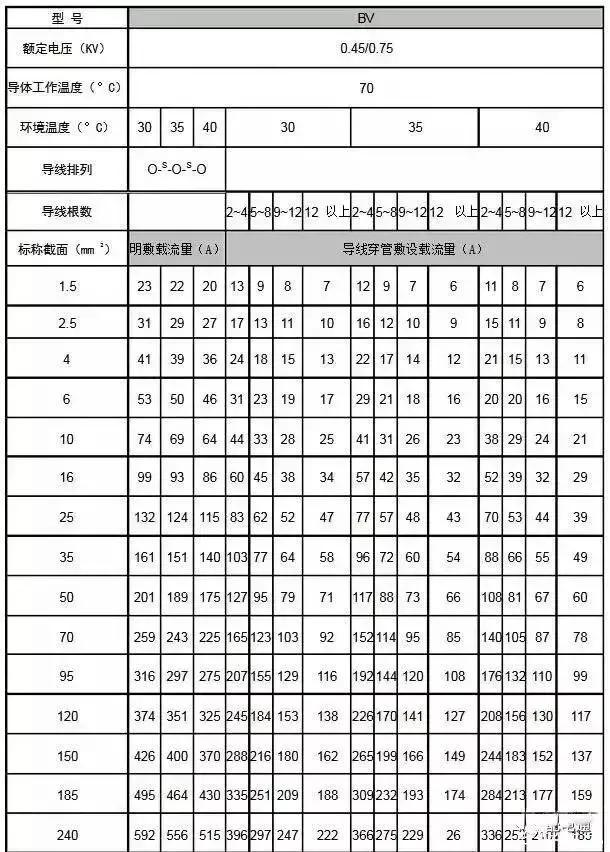 型 号 BV
额定电压（KV） 0.45/0.75
导体工作温度（°C） 70
环境温度（°C） 30 35 40 30 35 40
导线排列 O-S-O-S-O
导线根数 2~4 5~8 9~12 12 以上 2~4 5~8 9~12 12 以上 2~4 5~8 9~12 12 以上
标称截面（mm ²） 明敷载流量（A） 导线穿管敷设载流量（A）
1.5 23 22 20 13 9 8 7 12 9 7 6 11 8 7 6
2.5 31 29 27 17 13 11 10 16 12 10 9 15 11 9 8
4 41 39 36 24 18 15 13 22 17 14 12 21 15 13 11
6 53 50 46 31 23 19 17 29 21 18 16 20 20 16 15
10 74 69 64 44 33 28 25 41 31 26 23 38 29 24 21
16 99 93 86 60 45 38 34 57 42 35 32 52 39 32 29
25 132 124 115 83 62 52 47 77 57 48 43 70 53 44 39
35 161 151 140 103 77 64 58 96 72 60 54 88 66 55 49
50 201 189 175 127 95 79 71 117 88 73 66 108 81 67 60
70 259 243 225 165 123 103 92 152 114 95 85 140 105 87 78
95 316 297 275 207 155 129 116 192 144 120 108 176 132 110 99
120 374 351 325 245 184 153 138 226 170 141 127 208 156 130 117
150 426 400 370 288 216 180 162 265 199 166 149 244 183 152 137
185 495 464 430 335 251 209 188 309 232 193 174 284 213 177 159
240 592 556 515 396 297 247 222 366 275 229 26 336